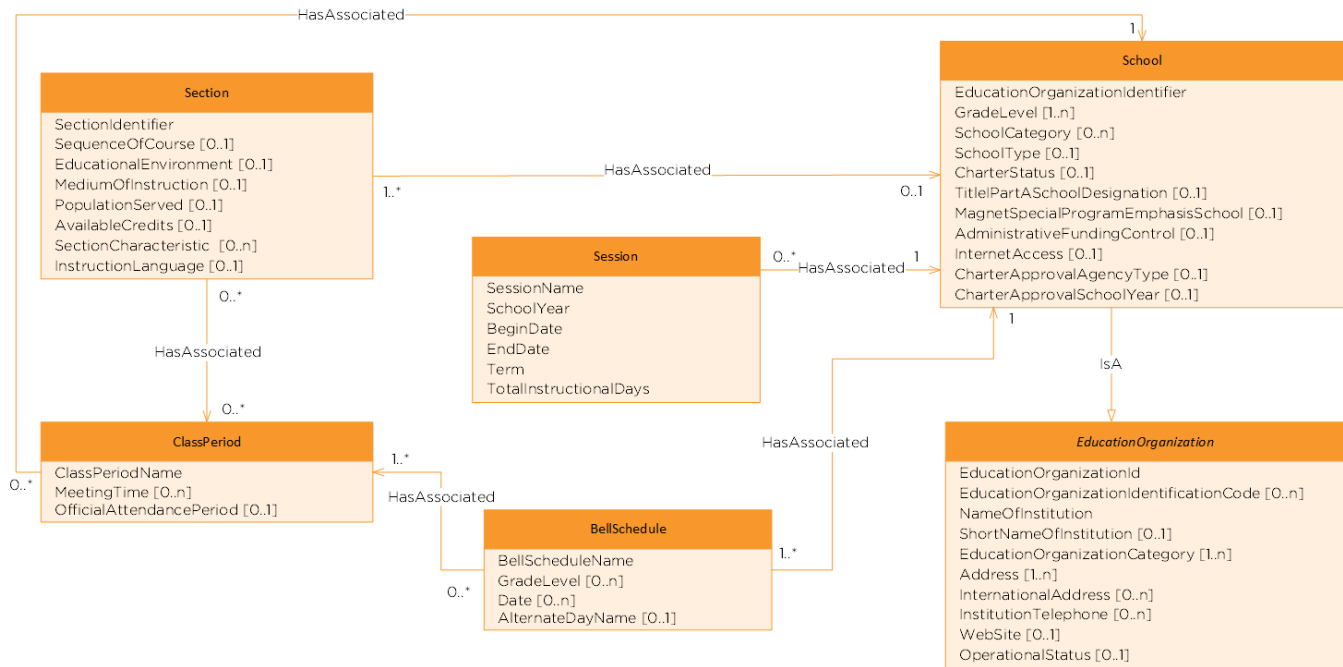 HasAssociated
1
School
EducationOrganizationIdentifier
GradeLevel [1..n]
SchoolCategory [0..n]
SchoolType [0..1]
CharterStatus [0..1]
TitleIPartASchoolDesignation [0..1]
MagnetSpecialProgramEmphasisSchool [0..1]
AdministrativeFundingControl [0..1]
InternetAccess [0..1]
CharterApprovalAgencyType [0..1]
CharterApprovalSchoolYear [0..1]
Section
SectionIdentifier
SequenceOfCourse [0..1]
EducationalEnvironment [0..1]
MediumOfInstruction [0..1]
PopulationServed [0..1]
AvailableCredits [0..1]
SectionCharacteristic [0..n]
InstructionLanguage [0..1]
HasAssociated
1..*
0..1
Session
SessionName
SchoolYear
BeginDate
EndDate
Term
TotalInstructionalDays
0..*
HasAssociated
1
0..*
HasAssociated
0..*
1
IsA
HasAssociated
ClassPeriod
ClassPeriodName
MeetingTime [0..n]
OfficialAttendancePeriod [0..1]
0..*
1..*
HasAssociated
0..*
BellSchedule
BellScheduleName
GradeLevel [0..n]
Date [0..n]
AlternateDayName [0..1]
1..*
EducationOrganization
EducationOrganizationId
EducationOrganizationIdentificationCode [0..n]
NameOfInstitution
ShortNameOfInstitution [0..1]
EducationOrganizationCategory [1..n]
Address [1..n]
InternationalAddress [0..n]
InstitutionTelephone [0..n]
WebSite [0..1]
OperationalStatus [0..1]